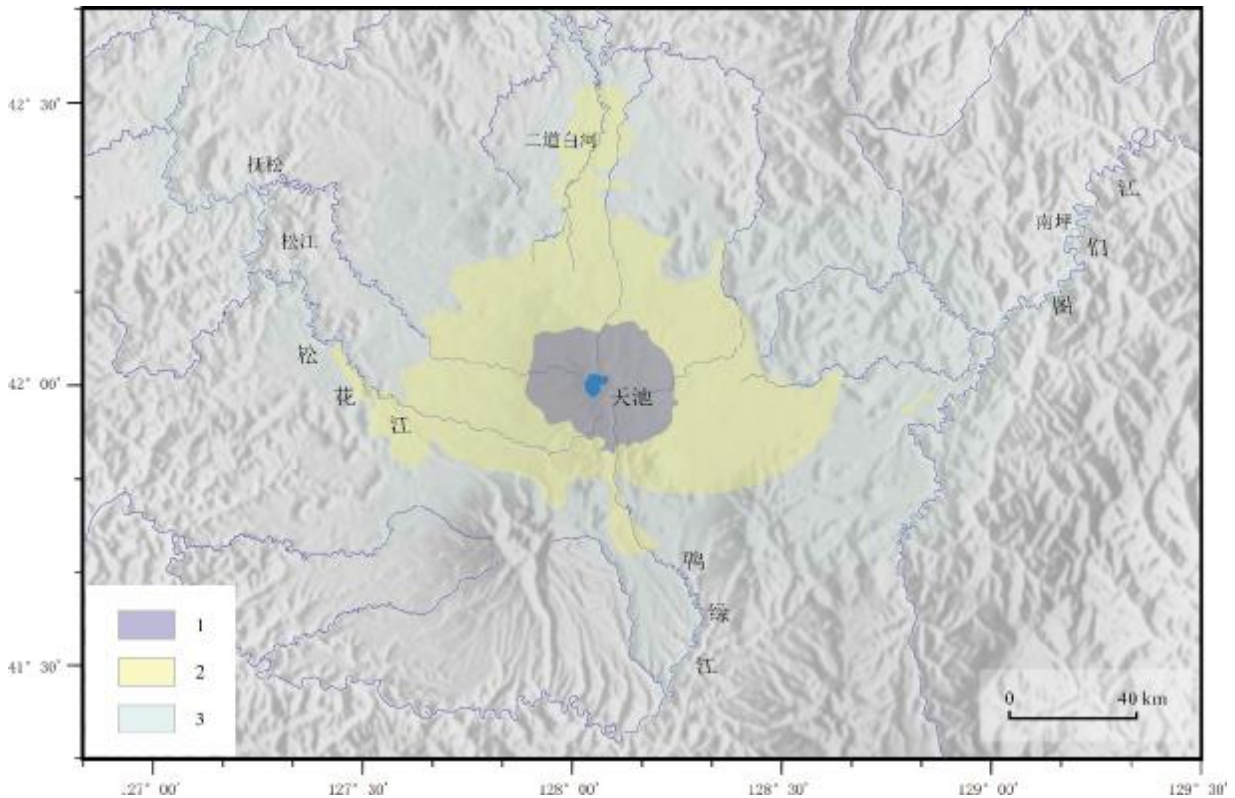 42° 30'
二道白河
抚松
江
南坪
松江
们
图
松
天池
42° 00'
花
江
鸭
绿
1
江
2
41° 30'
0 40 km
3
127° 00' 127° 30' 128° 00' 128° 30' 129° 00' 129° 30'